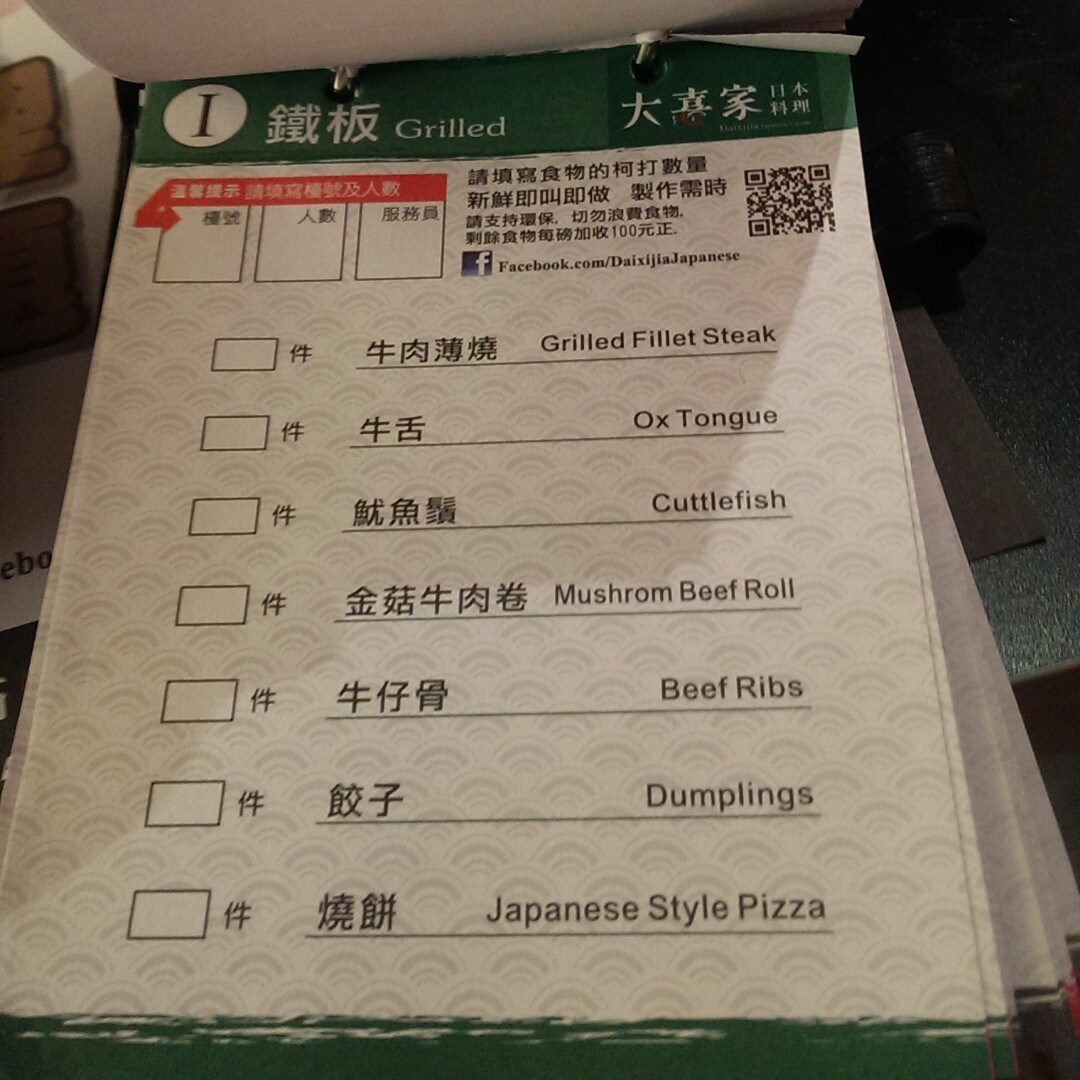 I 鐵板 Grilled
大喜家 日本料理
溫馨提示 請填寫檯號及人數
檯號 人數 服務員
請填寫食物的柯打數量
新鮮即叫即做 製作需時
請支持環保, 切勿浪費食物,
剩餘食物每磅加收100元正.
f Facebook.com/DaixijiaJapanese
件 牛肉薄燒 Grilled Fillet Steak
件 牛舌 Ox Tongue
件 魷魚鬚 Cuttlefish
件 金菇牛肉卷 Mushrom Beef Roll
件 牛仔骨 Beef Ribs
件 餃子 Dumplings
件 燒餅 Japanese Style Pizza
ebo